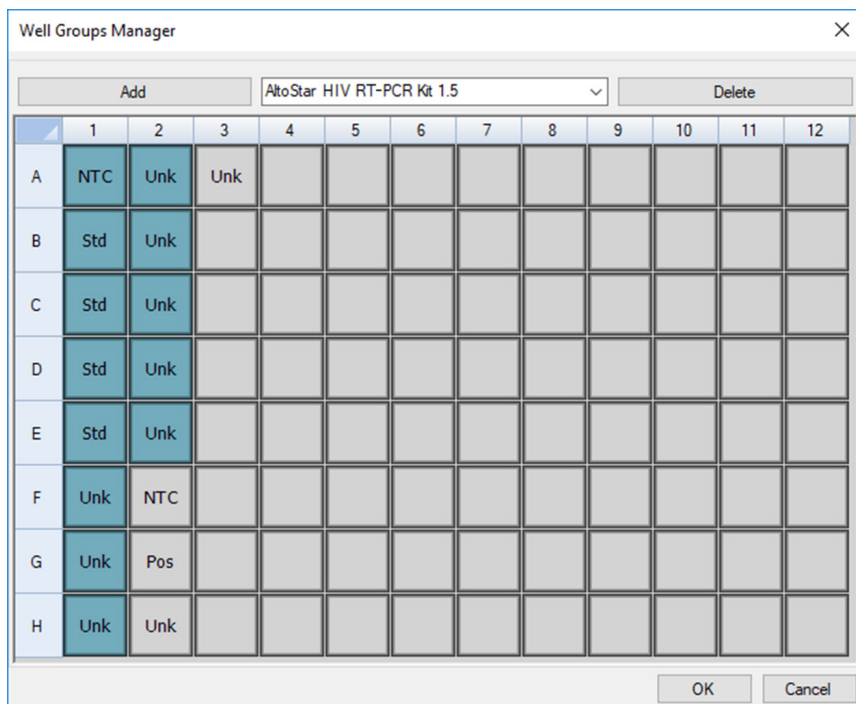 Well Groups Manager
Add AltoStar HIV RT-PCR Kit 1.5 Delete
1 2 3 4 5 6 7 8 9 10 11 12
A NTC Unk Unk
B Std Unk
C Std Unk
D Std Unk
E Std Unk
F Unk NTC
G Unk Pos
H Unk Unk
OK Cancel